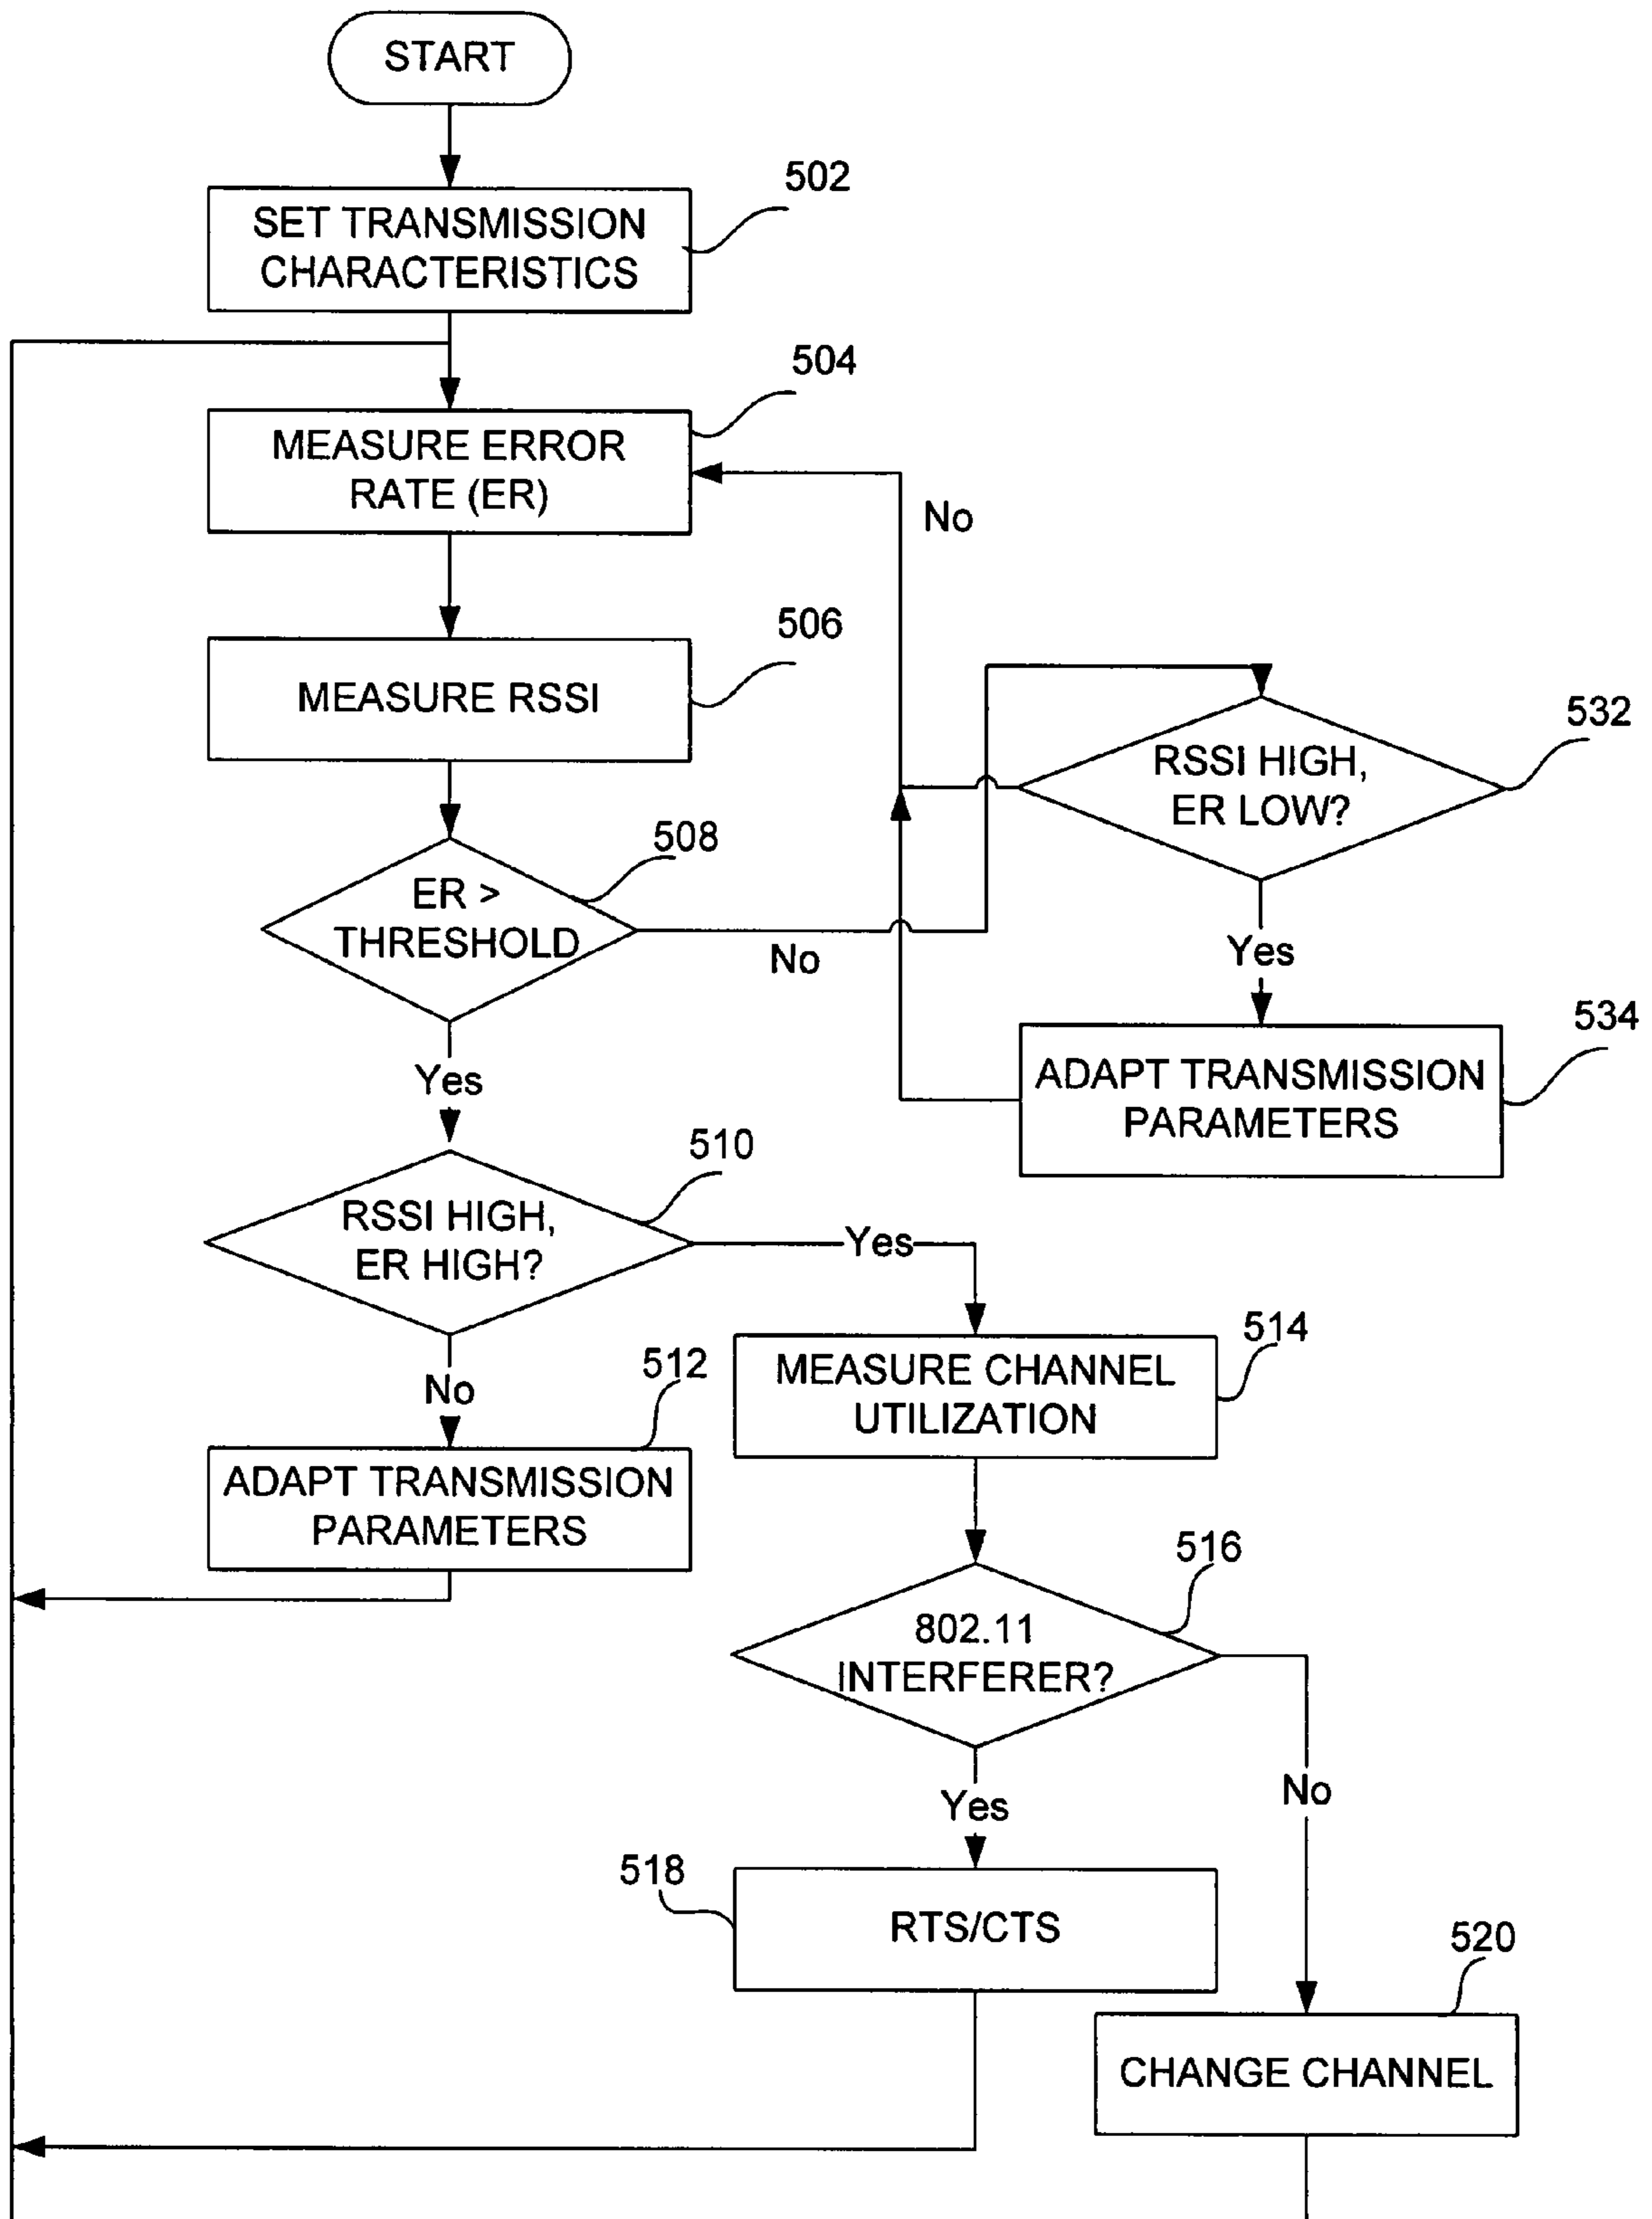 START
502
SET TRANSMISSION
CHARACTERISTICS
504
MEASURE ERROR
RATE (ER)
No
506
MEASURE RSSI
532
RSSI HIGH,
ER LOW?
508
ER >
THRESHOLD
No
Yes
534
ADAPT TRANSMISSION
PARAMETERS
Yes
510
RSSI HIGH,
ER HIGH?
Yes
514
MEASURE CHANNEL
UTILIZATION
No
512
ADAPT TRANSMISSION
PARAMETERS
516
802.11
INTERFERER?
Yes
No
518
RTS/CTS
520
CHANGE CHANNEL